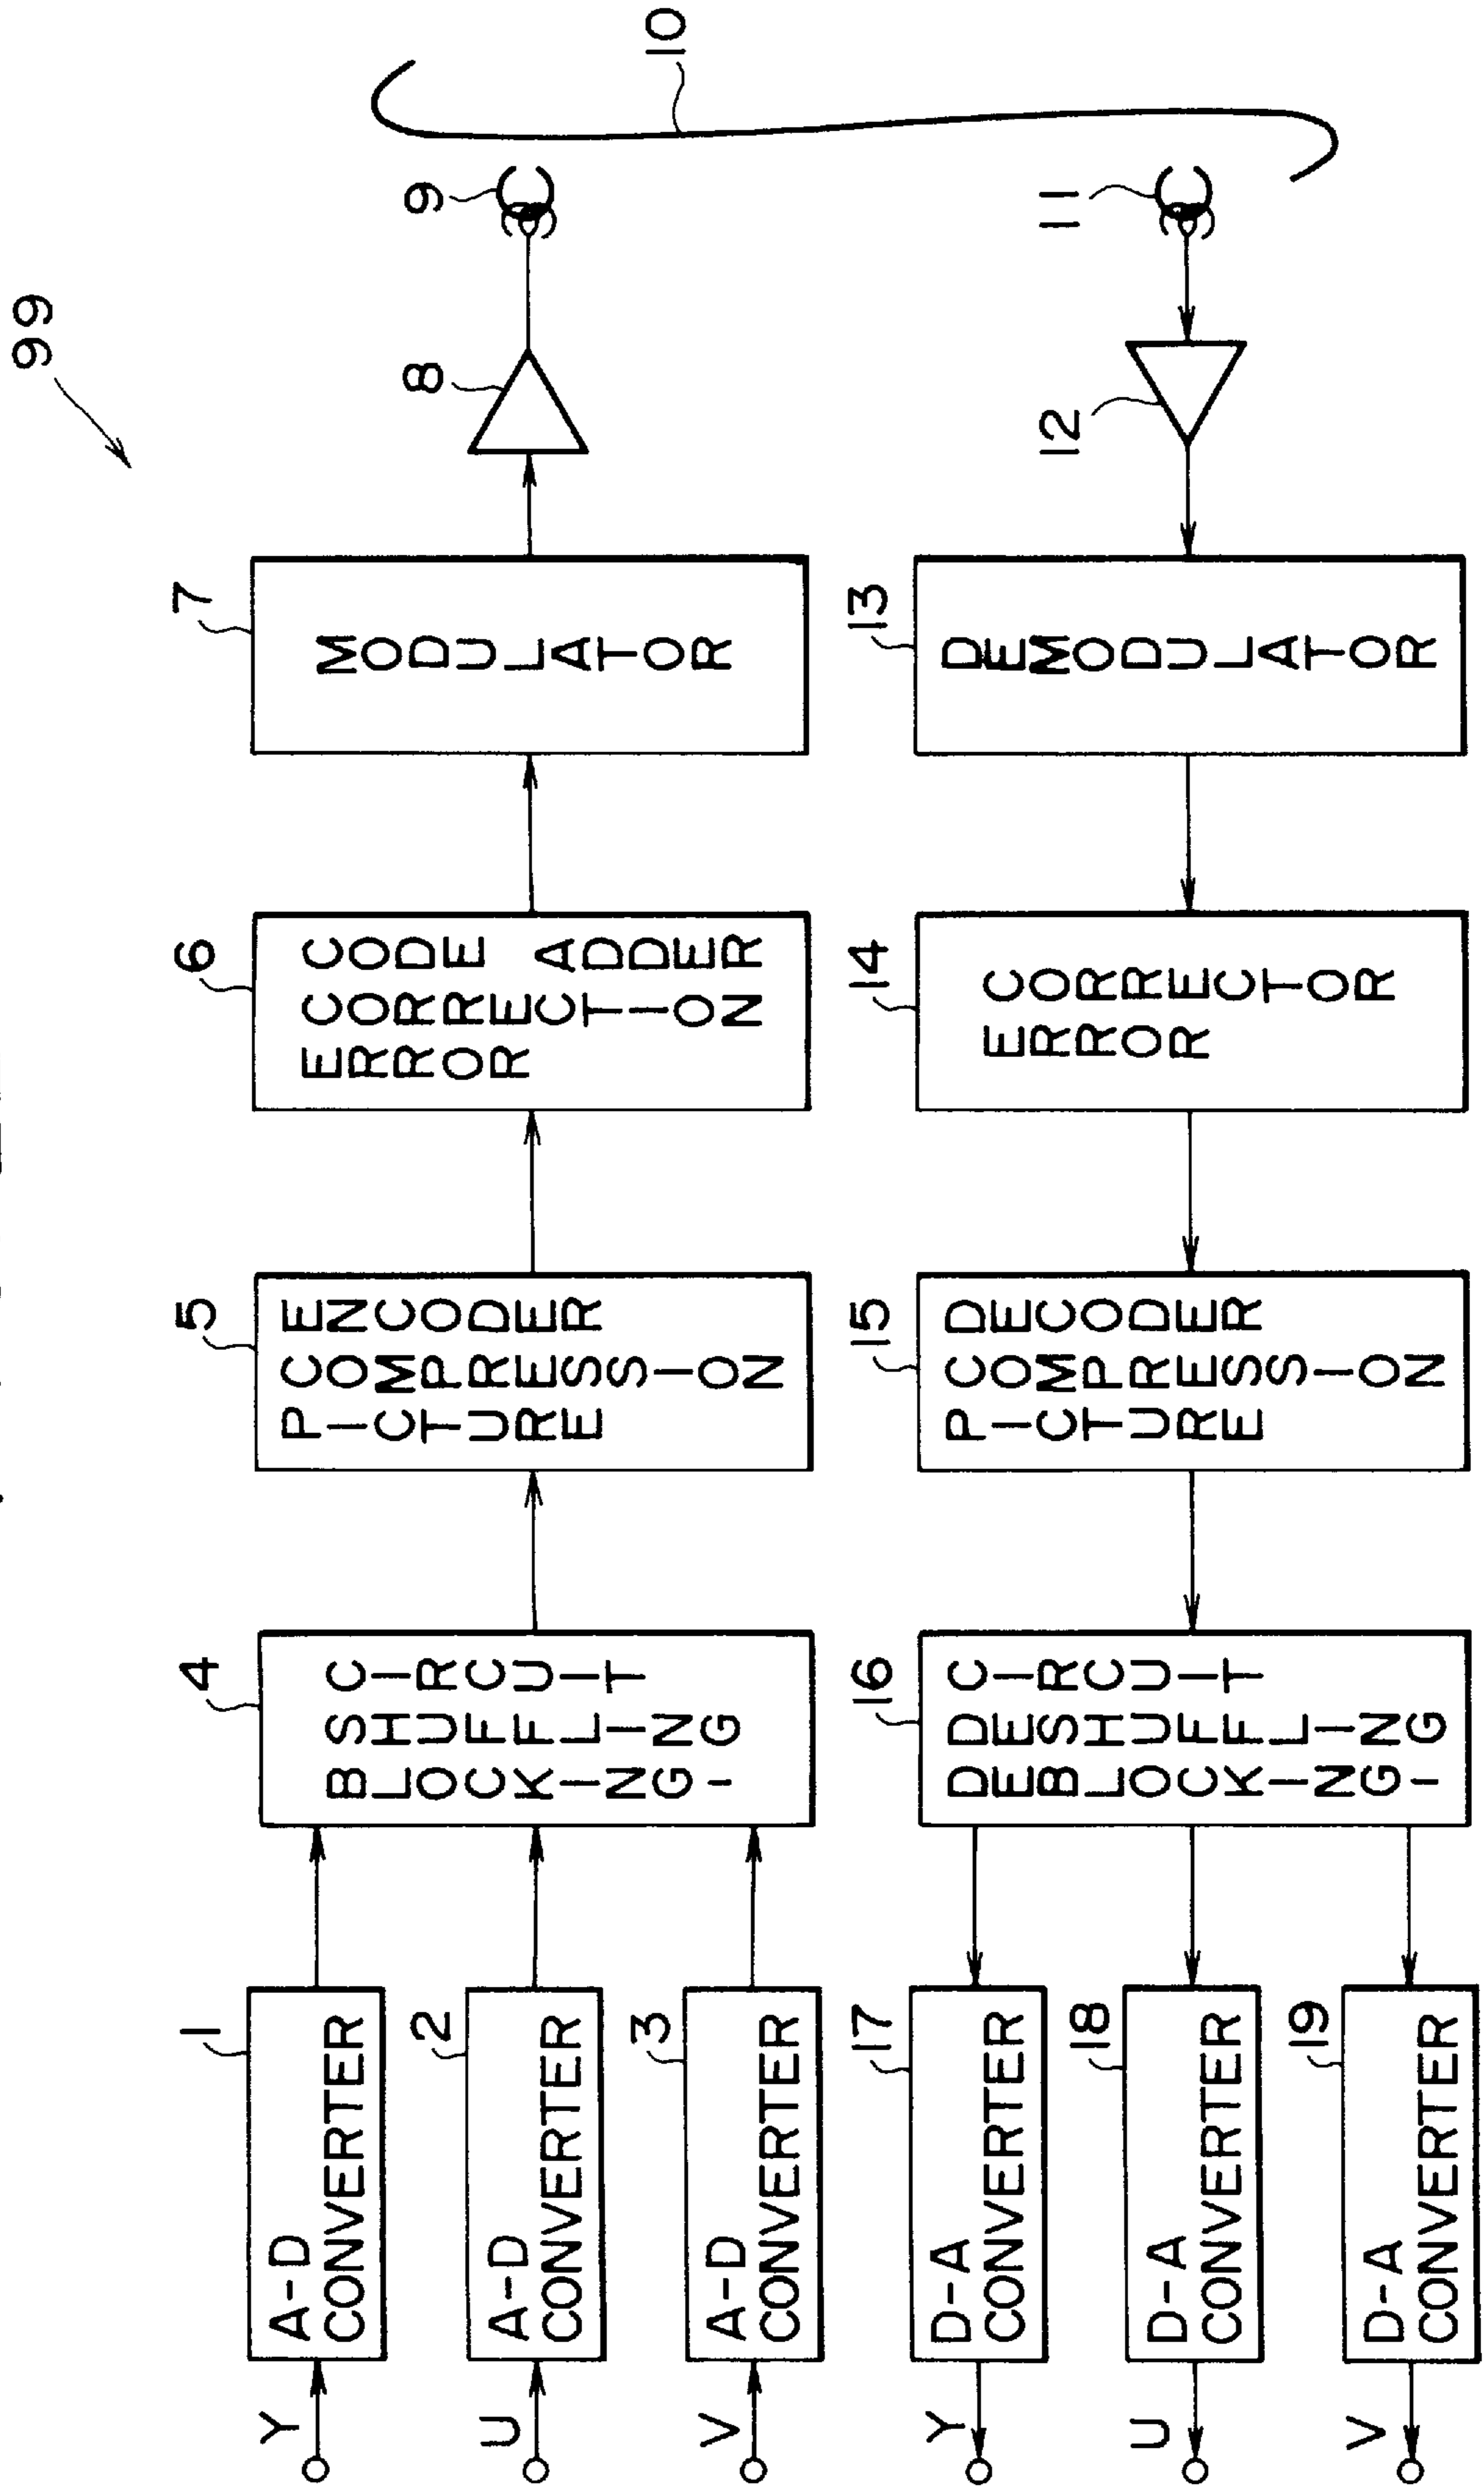 99
Y
1
A-D
CONVERTER
U
2
A-D
CONVERTER
V
3
A-D
CONVERTER
4
BLOCKING-
SHUFFLING
CIRCUIT
5
PICTURE
COMPRESSION
ENCODER
6
ERROR
CORRECTION
CODE ADDER
7
MODULATOR
8
9
10
11
12
13
DEMODULATOR
14
ERROR
CORRECTOR
15
PICTURE
COMPRESSION
DECODER
16
DEBLOCKING-
DESHUFFLING
CIRCUIT
17
D-A
CONVERTER
Y
18
D-A
CONVERTER
U
19
D-A
CONVERTER
V